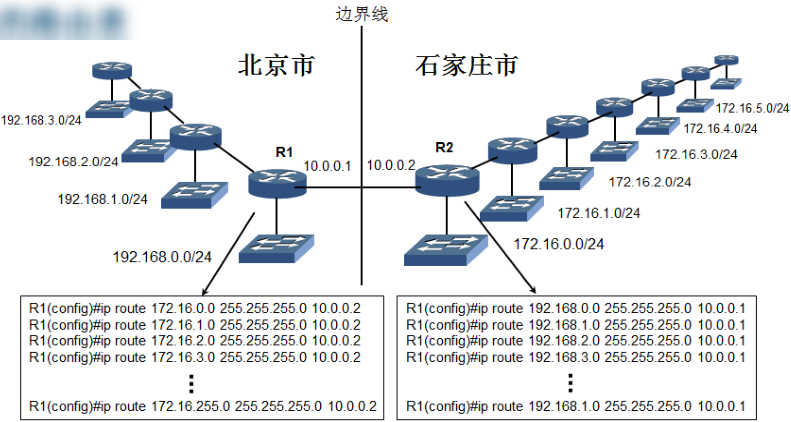 边界线
北京市
石家庄市
192.168.3.0/24
192.168.2.0/24
192.168.1.0/24
192.168.0.0/24
R1
10.0.0.1
10.0.0.2
R2
172.16.5.0/24
172.16.4.0/24
172.16.3.0/24
172.16.2.0/24
172.16.1.0/24
172.16.0.0/24
R1(config)#ip route 172.16.0.0 255.255.255.0 10.0.0.2
R1(config)#ip route 172.16.1.0 255.255.255.0 10.0.0.2
R1(config)#ip route 172.16.2.0 255.255.255.0 10.0.0.2
R1(config)#ip route 172.16.3.0 255.255.255.0 10.0.0.2
⋮
R1(config)#ip route 172.16.255.0 255.255.255.0 10.0.0.2
R1(config)#ip route 192.168.0.0 255.255.255.0 10.0.0.1
R1(config)#ip route 192.168.1.0 255.255.255.0 10.0.0.1
R1(config)#ip route 192.168.2.0 255.255.255.0 10.0.0.1
R1(config)#ip route 192.168.3.0 255.255.255.0 10.0.0.1
⋮
R1(config)#ip route 192.168.1.0 255.255.255.0 10.0.0.1